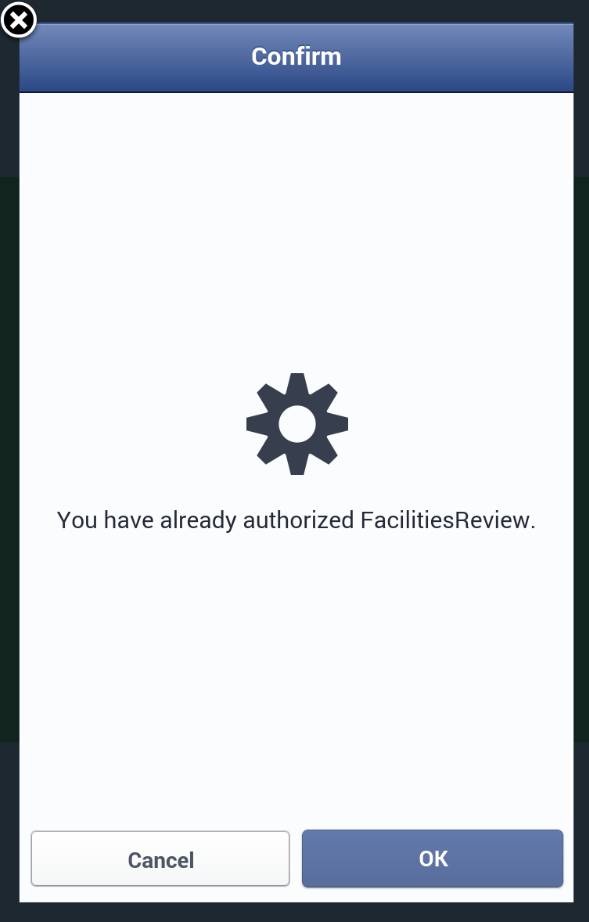 Confirm
You have already authorized FacilitiesReview.
Cancel
OK